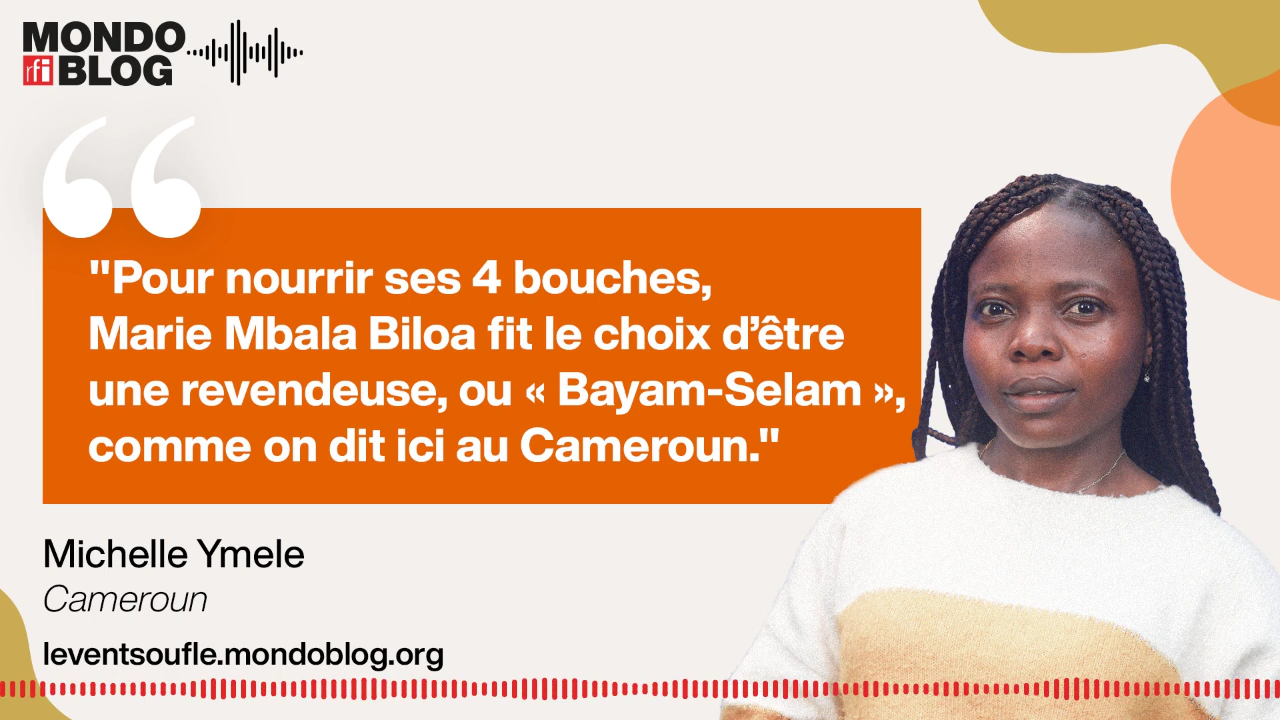 MONDO
rfi BLOG
"Pour nourrir ses 4 bouches,
Marie Mbala Biloa fit le choix d’être
une revendeuse, ou « Bayam-Selam »,
comme on dit ici au Cameroun."
Michelle Ymele
Cameroun
leventsoufle.mondoblog.org